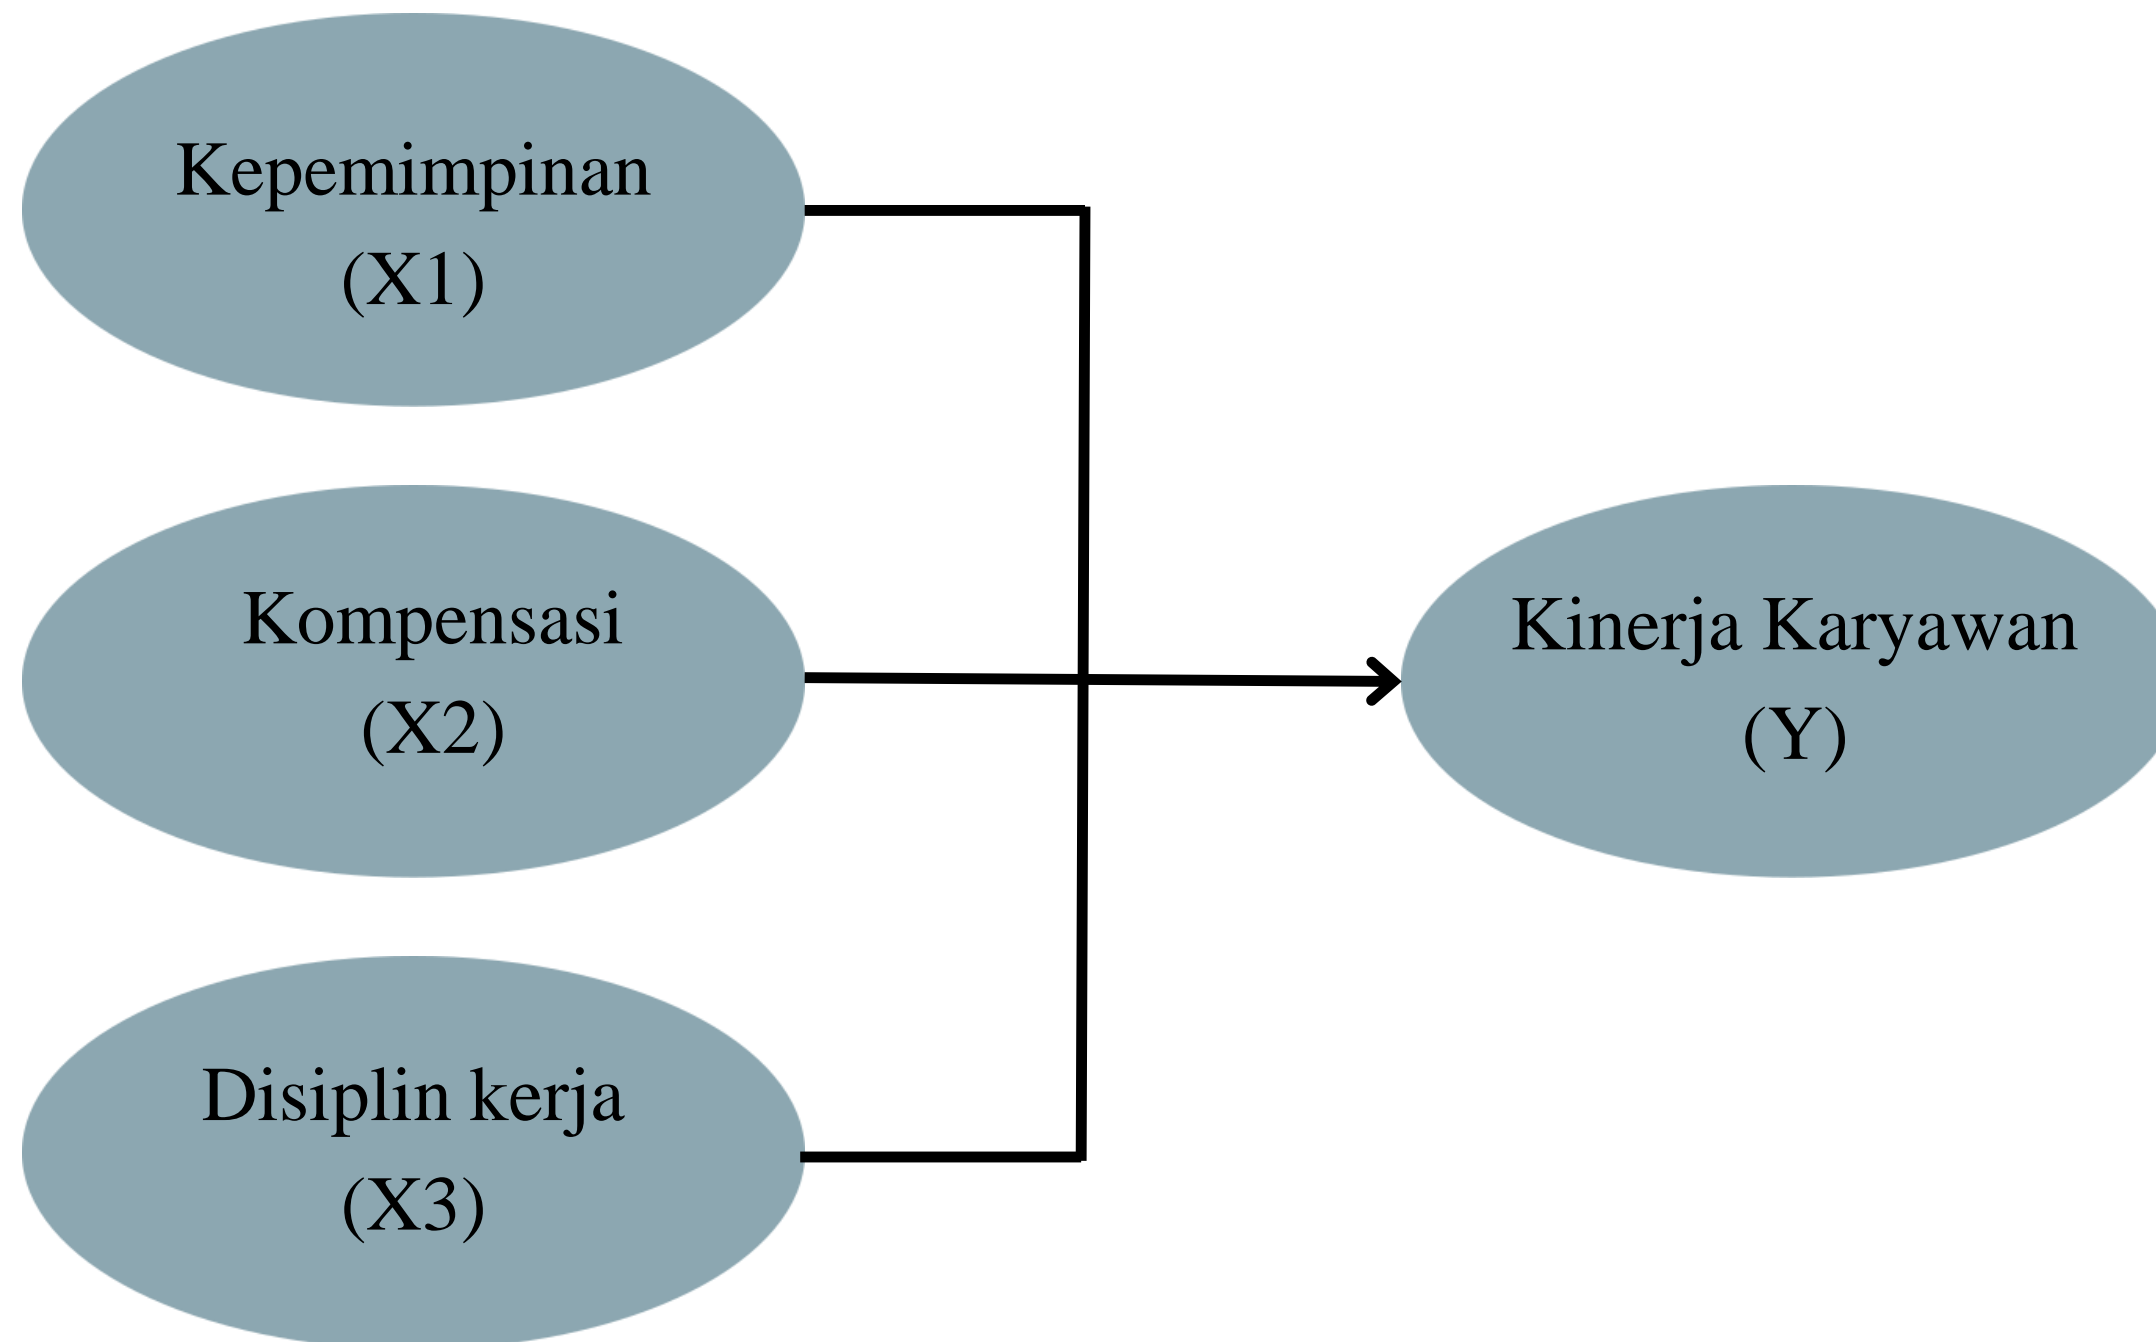 Kepemimpinan
(X1)
Kompensasi
(X2)
Kinerja Karyawan
(Y)
Disiplin kerja
(X3)